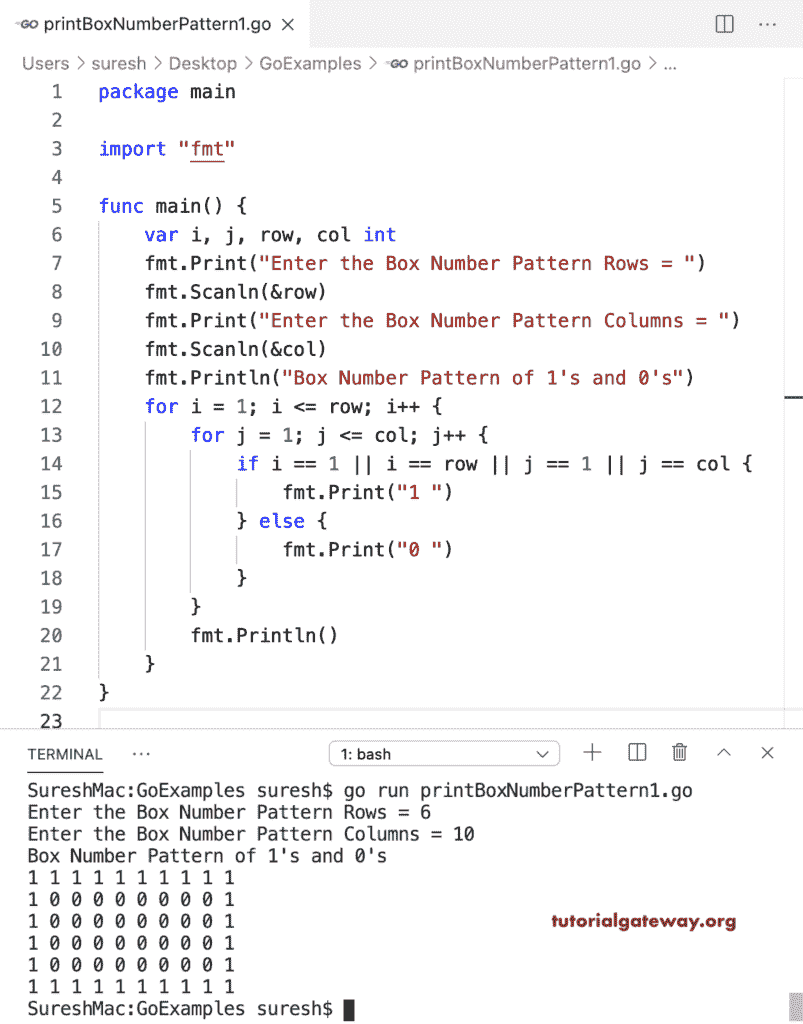 GO printBoxNumberPattern1.go ×
Users > suresh > Desktop > GoExamples > GO printBoxNumberPattern1.go > ...
1 package main
2
3 import "fmt"
4
5 func main() {
6 var i, j, row, col int
7 fmt.Print("Enter the Box Number Pattern Rows = ")
8 fmt.Scanln(&row)
9 fmt.Print("Enter the Box Number Pattern Columns = ")
10 fmt.Scanln(&col)
11 fmt.Println("Box Number Pattern of 1's and 0's")
12 for i = 1; i <= row; i++ {
13 for j = 1; j <= col; j++ {
14 if i == 1 || i == row || j == 1 || j == col {
15 fmt.Print("1 ")
16 } else {
17 fmt.Print("0 ")
18 }
19 }
20 fmt.Println()
21 }
22 }
23
TERMINAL ... 1: bash
SureshMac:GoExamples suresh$ go run printBoxNumberPattern1.go
Enter the Box Number Pattern Rows = 6
Enter the Box Number Pattern Columns = 10
Box Number Pattern of 1's and 0's
1 1 1 1 1 1 1 1 1 1
1 0 0 0 0 0 0 0 0 1
1 0 0 0 0 0 0 0 0 1
1 0 0 0 0 0 0 0 0 1
1 0 0 0 0 0 0 0 0 1
1 1 1 1 1 1 1 1 1 1
tutorialgateway.org
SureshMac:GoExamples suresh$